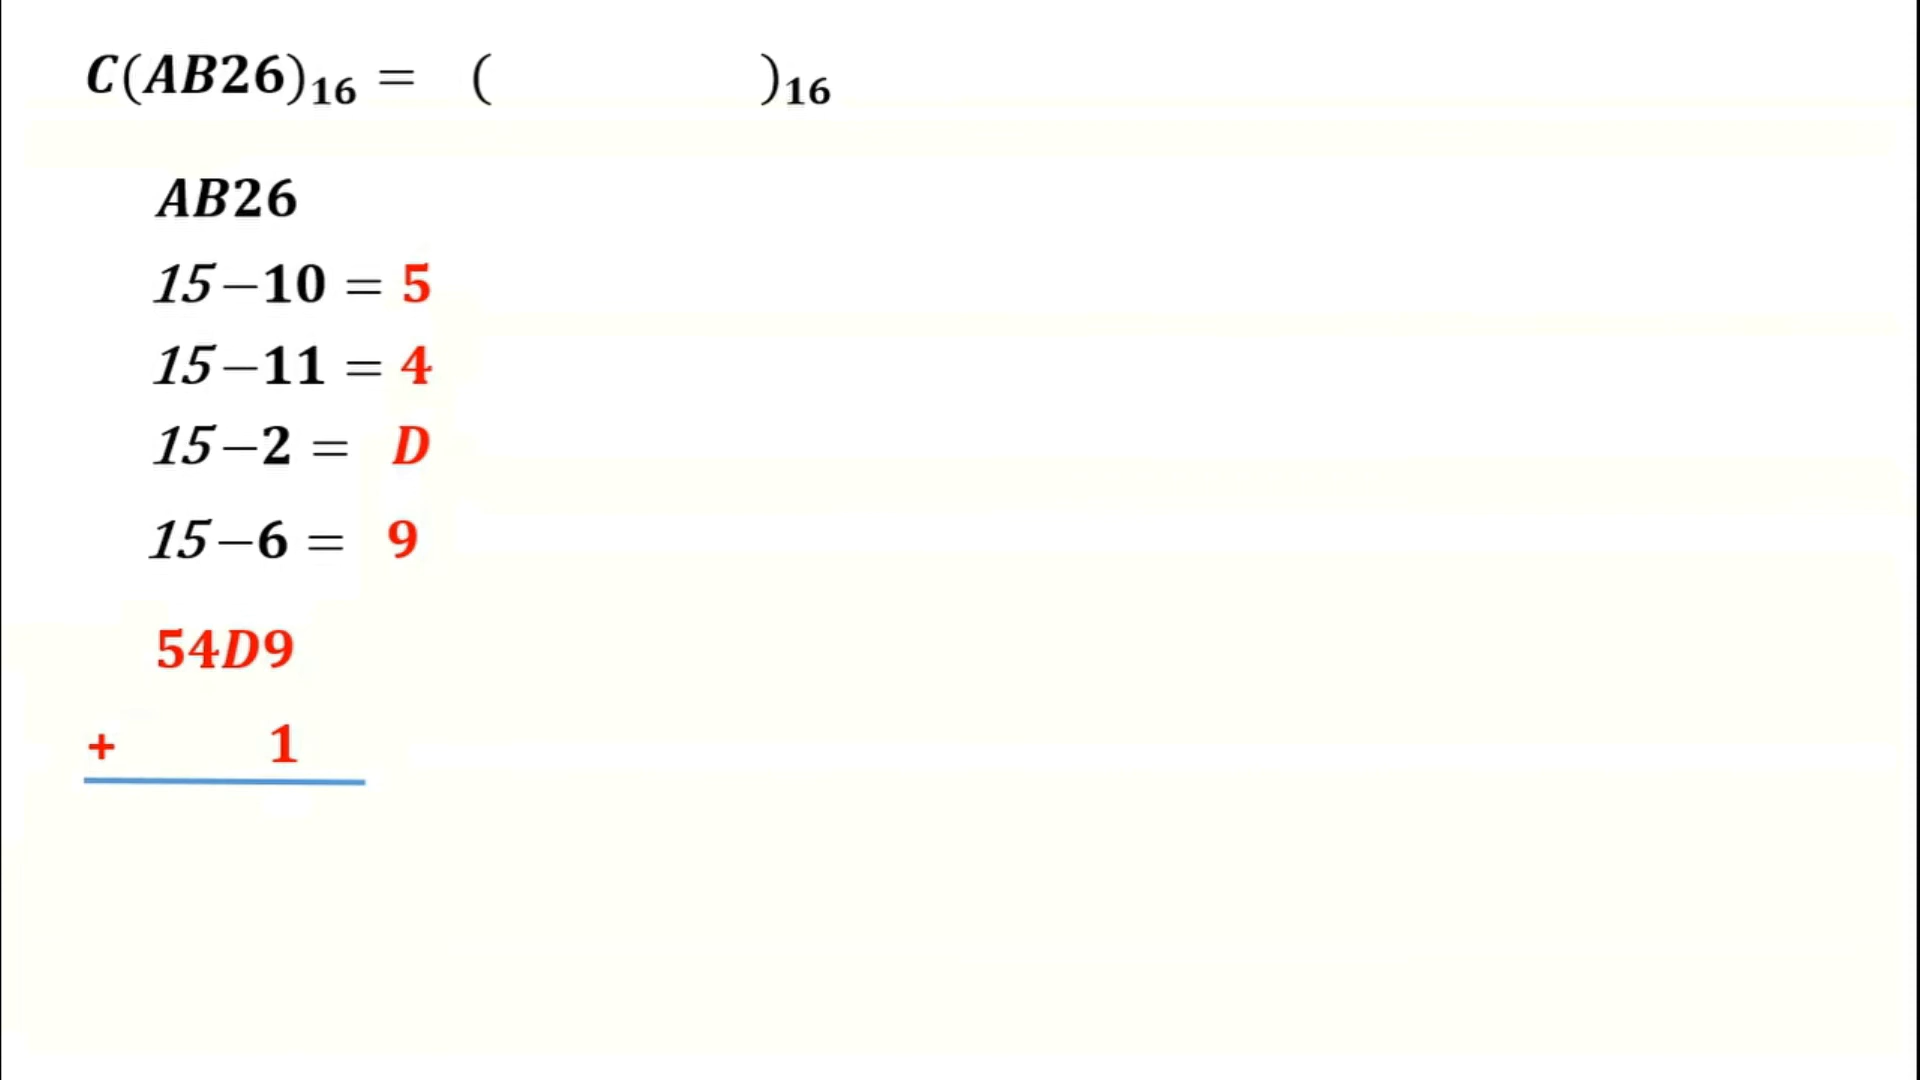 C(AB26)₁₆ = (        )₁₆
AB26
15−10 = 5
15−11 = 4
15−2 = D
15−6 = 9
54D9
+ 1